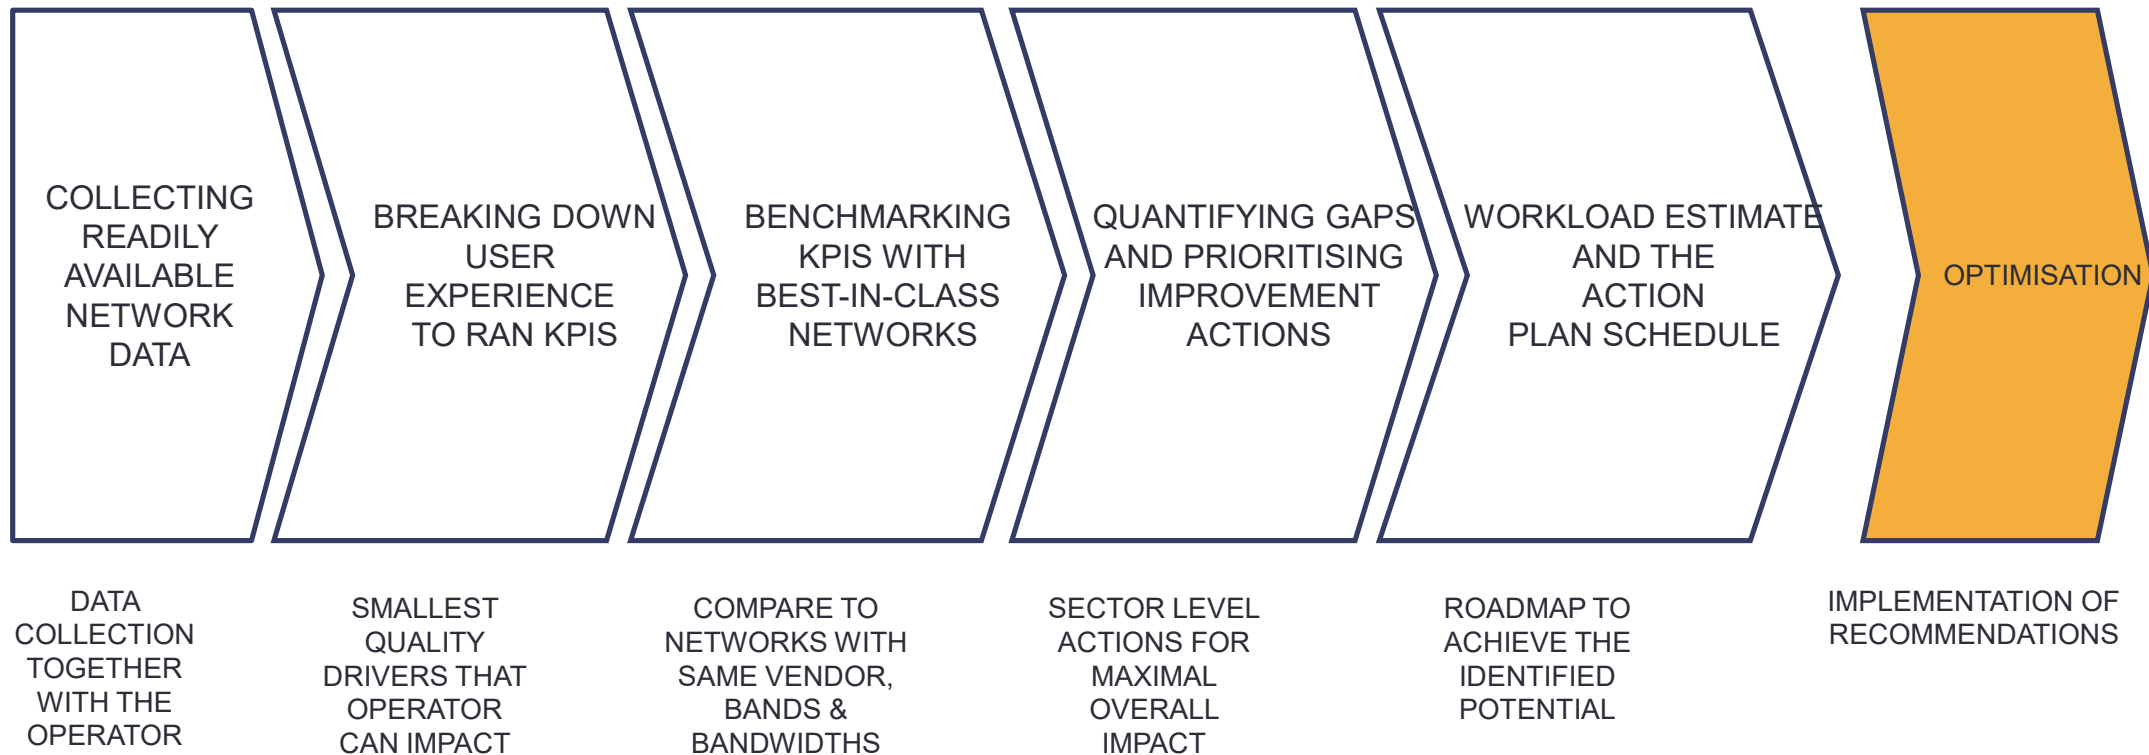 COLLECTING
READILY
AVAILABLE
NETWORK
DATA
BREAKING DOWN
USER
EXPERIENCE
TO RAN KPIS
BENCHMARKING
KPIS WITH
BEST-IN-CLASS
NETWORKS
QUANTIFYING GAPS
AND PRIORITISING
IMPROVEMENT
ACTIONS
WORKLOAD ESTIMATE
AND THE
ACTION
PLAN SCHEDULE
OPTIMISATION
DATA
COLLECTION
TOGETHER
WITH THE
OPERATOR
SMALLEST
QUALITY
DRIVERS THAT
OPERATOR
CAN IMPACT
COMPARE TO
NETWORKS WITH
SAME VENDOR,
BANDS &
BANDWIDTHS
SECTOR LEVEL
ACTIONS FOR
MAXIMAL
OVERALL
IMPACT
ROADMAP TO
ACHIEVE THE
IDENTIFIED
POTENTIAL
IMPLEMENTATION OF
RECOMMENDATIONS